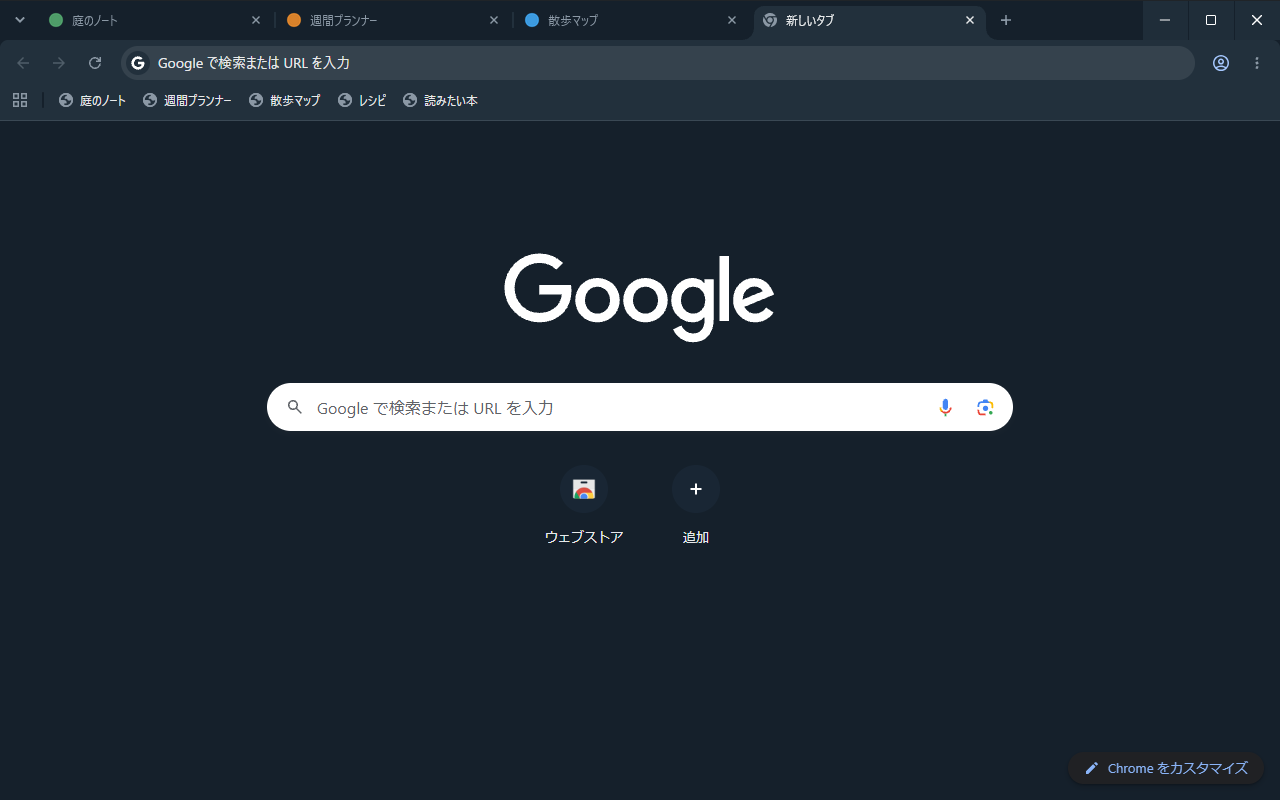 庭のノート
週間プランナー
散歩マップ
新しいタブ
Google で検索または URL を入力
庭のノート
週間プランナー
散歩マップ
レシピ
読みたい本
Google
Google で検索または URL を入力
ウェブストア
追加
Chrome をカスタマイズ